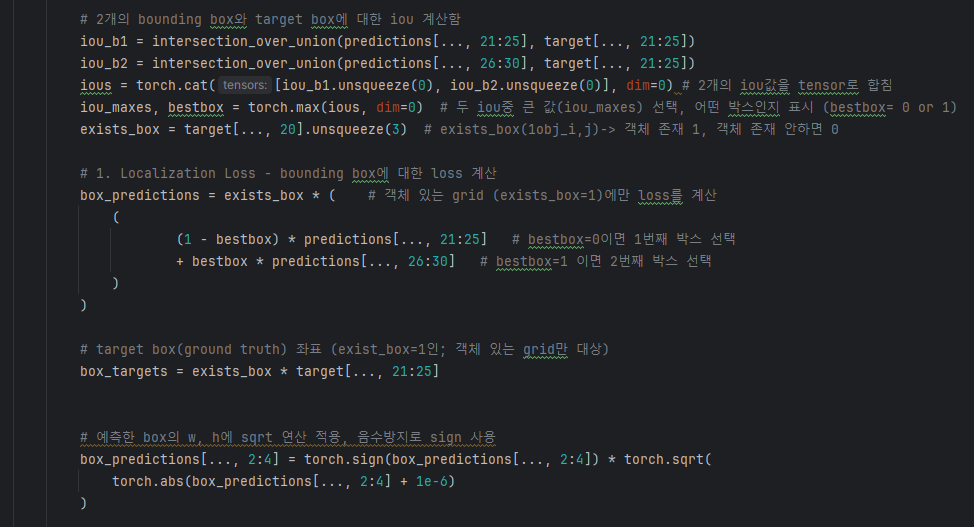 # 2개의 bounding box와 target box에 대한 iou 계산함
iou_b1 = intersection_over_union(predictions[..., 21:25], target[..., 21:25])
iou_b2 = intersection_over_union(predictions[..., 26:30], target[..., 21:25])
ious = torch.cat( tensors: [iou_b1.unsqueeze(0), iou_b2.unsqueeze(0)], dim=0) # 2개의 iou값을 tensor로 합침
iou_maxes, bestbox = torch.max(ious, dim=0)  # 두 iou중 큰 값(iou_maxes) 선택, 어떤 박스인지 표시 (bestbox= 0 or 1)
exists_box = target[..., 20].unsqueeze(3)  # exists_box(1obj_i,j)-> 객체 존재 1, 객체 존재 안하면 0
# 1. Localization Loss - bounding box에 대한 loss 계산
box_predictions = exists_box * (    # 객체 있는 grid (exists_box=1)에만 loss를 계산
(
(1 - bestbox) * predictions[..., 21:25]   # bestbox=0이면 1번째 박스 선택
+ bestbox * predictions[..., 26:30]   # bestbox=1 이면 2번째 박스 선택
)
)
# target box(ground truth) 좌표 (exist_box=1인; 객체 있는 grid만 대상)
box_targets = exists_box * target[..., 21:25]
# 예측한 box의 w, h에 sqrt 연산 적용, 음수방지로 sign 사용
box_predictions[..., 2:4] = torch.sign(box_predictions[..., 2:4]) * torch.sqrt(
torch.abs(box_predictions[..., 2:4] + 1e-6)
)